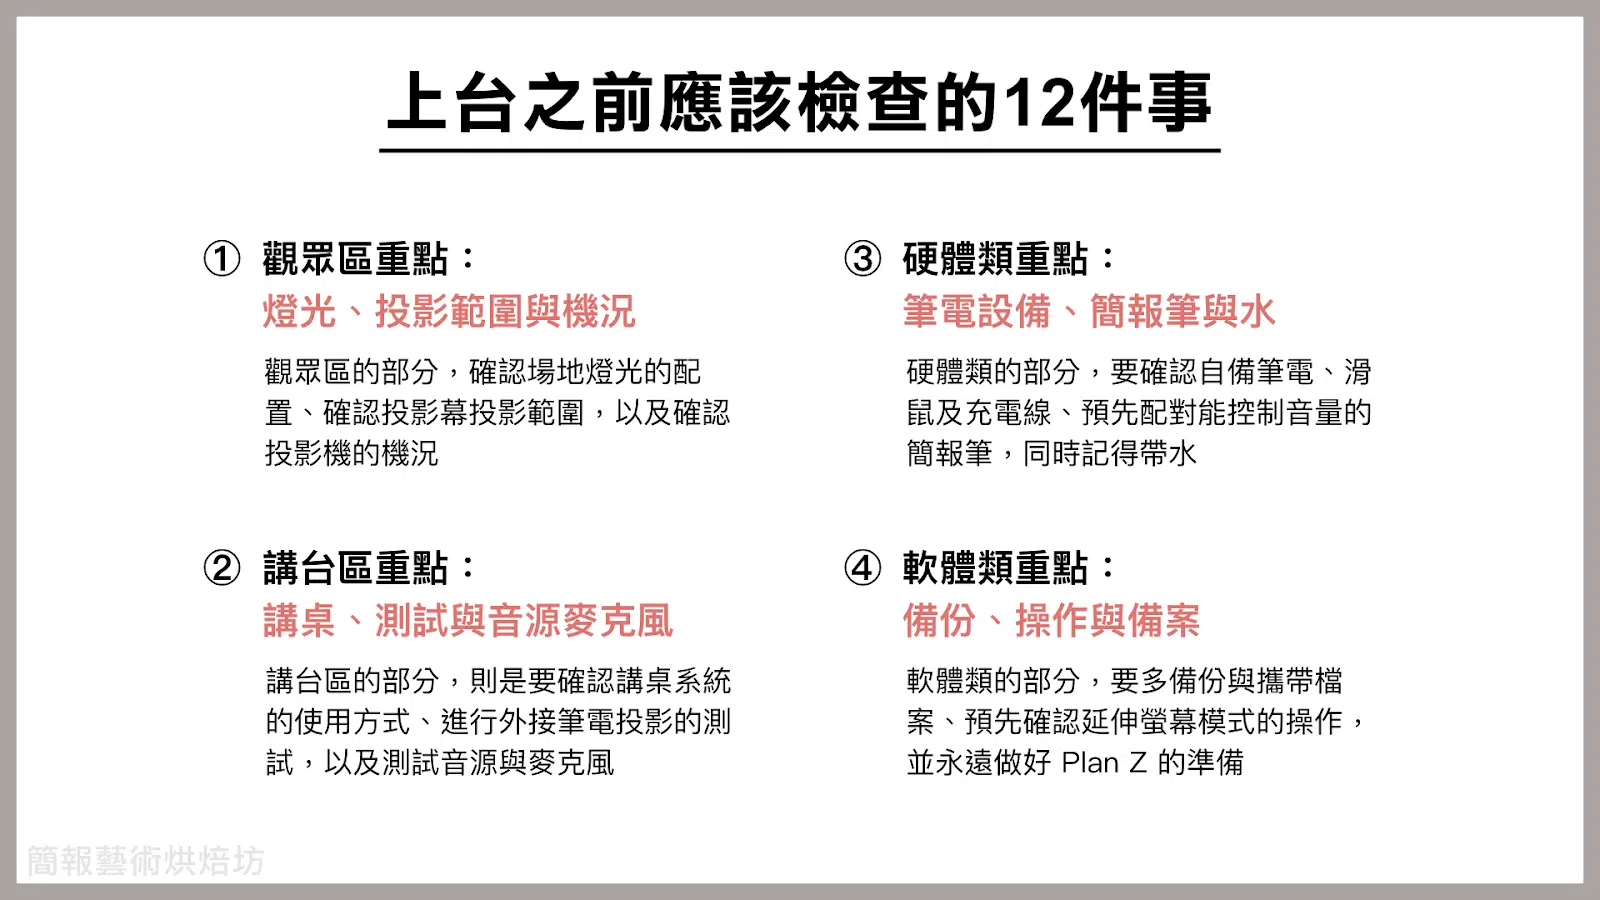 上台之前應該檢查的12件事
① 觀眾區重點：
燈光、投影範圍與機況
觀眾區的部分，確認場地燈光的配
置、確認投影幕投影範圍，以及確認
投影機的機況
② 講台區重點：
講桌、測試與音源麥克風
講台區的部分，則是要確認講桌系統
的使用方式、進行外接筆電投影的測
試，以及測試音源與麥克風
③ 硬體類重點：
筆電設備、簡報筆與水
硬體類的部分，要確認自備筆電、滑
鼠及充電線、預先配對能控制音量的
簡報筆，同時記得帶水
④ 軟體類重點：
備份、操作與備案
軟體類的部分，要多備份與攜帶檔
案、預先確認延伸螢幕模式的操作，
並永遠做好 Plan Z 的準備
簡報藝術烘焙坊